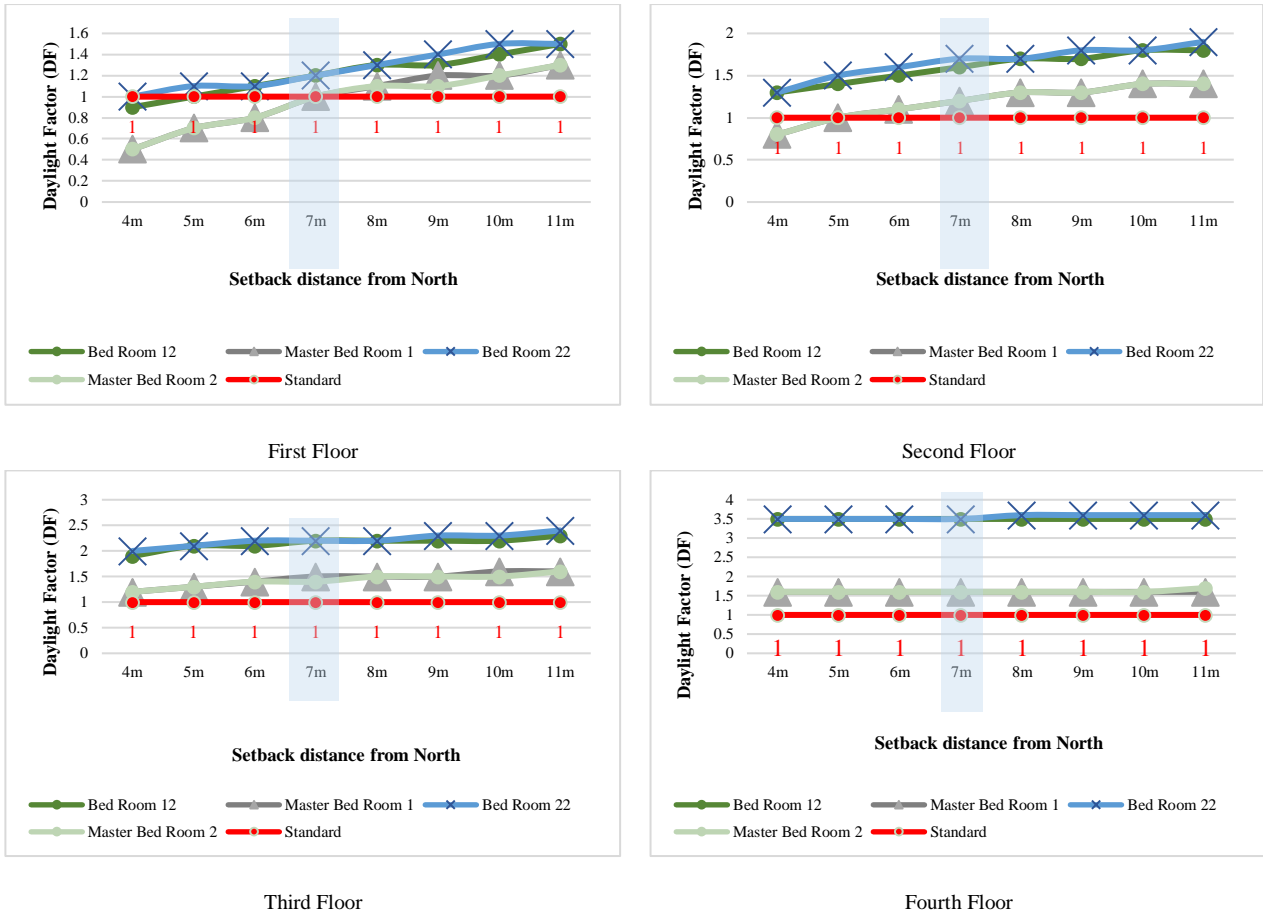 Daylight Factor (DF)
1.6
1.4
1.2
1
0.8
0.6
0.4
0.2
0
1 1 1 1 1 1 1 1
4m 5m 6m 7m 8m 9m 10m 11m
Setback distance from North
Bed Room 12 Master Bed Room 1 Bed Room 22
Master Bed Room 2 Standard
First Floor
Daylight Factor (DF)
2
1.5
1
0.5
0
1 1 1 1 1 1 1 1
4m 5m 6m 7m 8m 9m 10m 11m
Setback distance from North
Bed Room 12 Master Bed Room 1 Bed Room 22
Master Bed Room 2 Standard
Second Floor
Daylight Factor (DF)
3
2.5
2
1.5
1
0.5
0
1 1 1 1 1 1 1 1
4m 5m 6m 7m 8m 9m 10m 11m
Setback distance from North
Bed Room 12 Master Bed Room 1 Bed Room 22
Master Bed Room 2 Standard
Third Floor
Daylight Factor (DF)
4
3.5
3
2.5
2
1.5
1
0.5
0
1 1 1 1 1 1 1 1
4m 5m 6m 7m 8m 9m 10m 11m
Setback distance from North
Bed Room 12 Master Bed Room 1 Bed Room 22
Master Bed Room 2 Standard
Fourth Floor